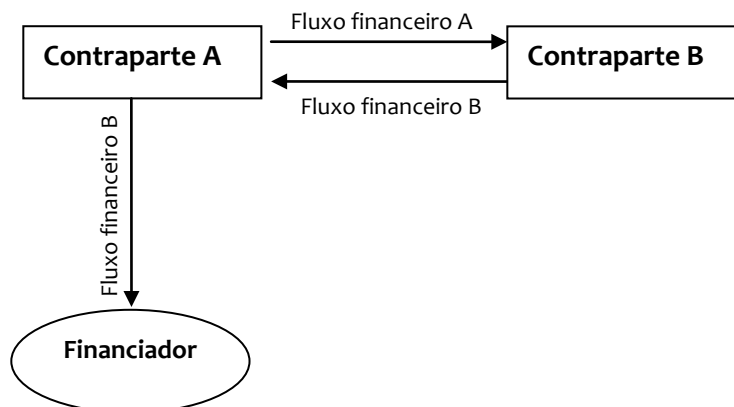 Fluxo financeiro A
Contraparte A
Contraparte B
Fluxo financeiro B
Fluxo financeiro B
Financiador